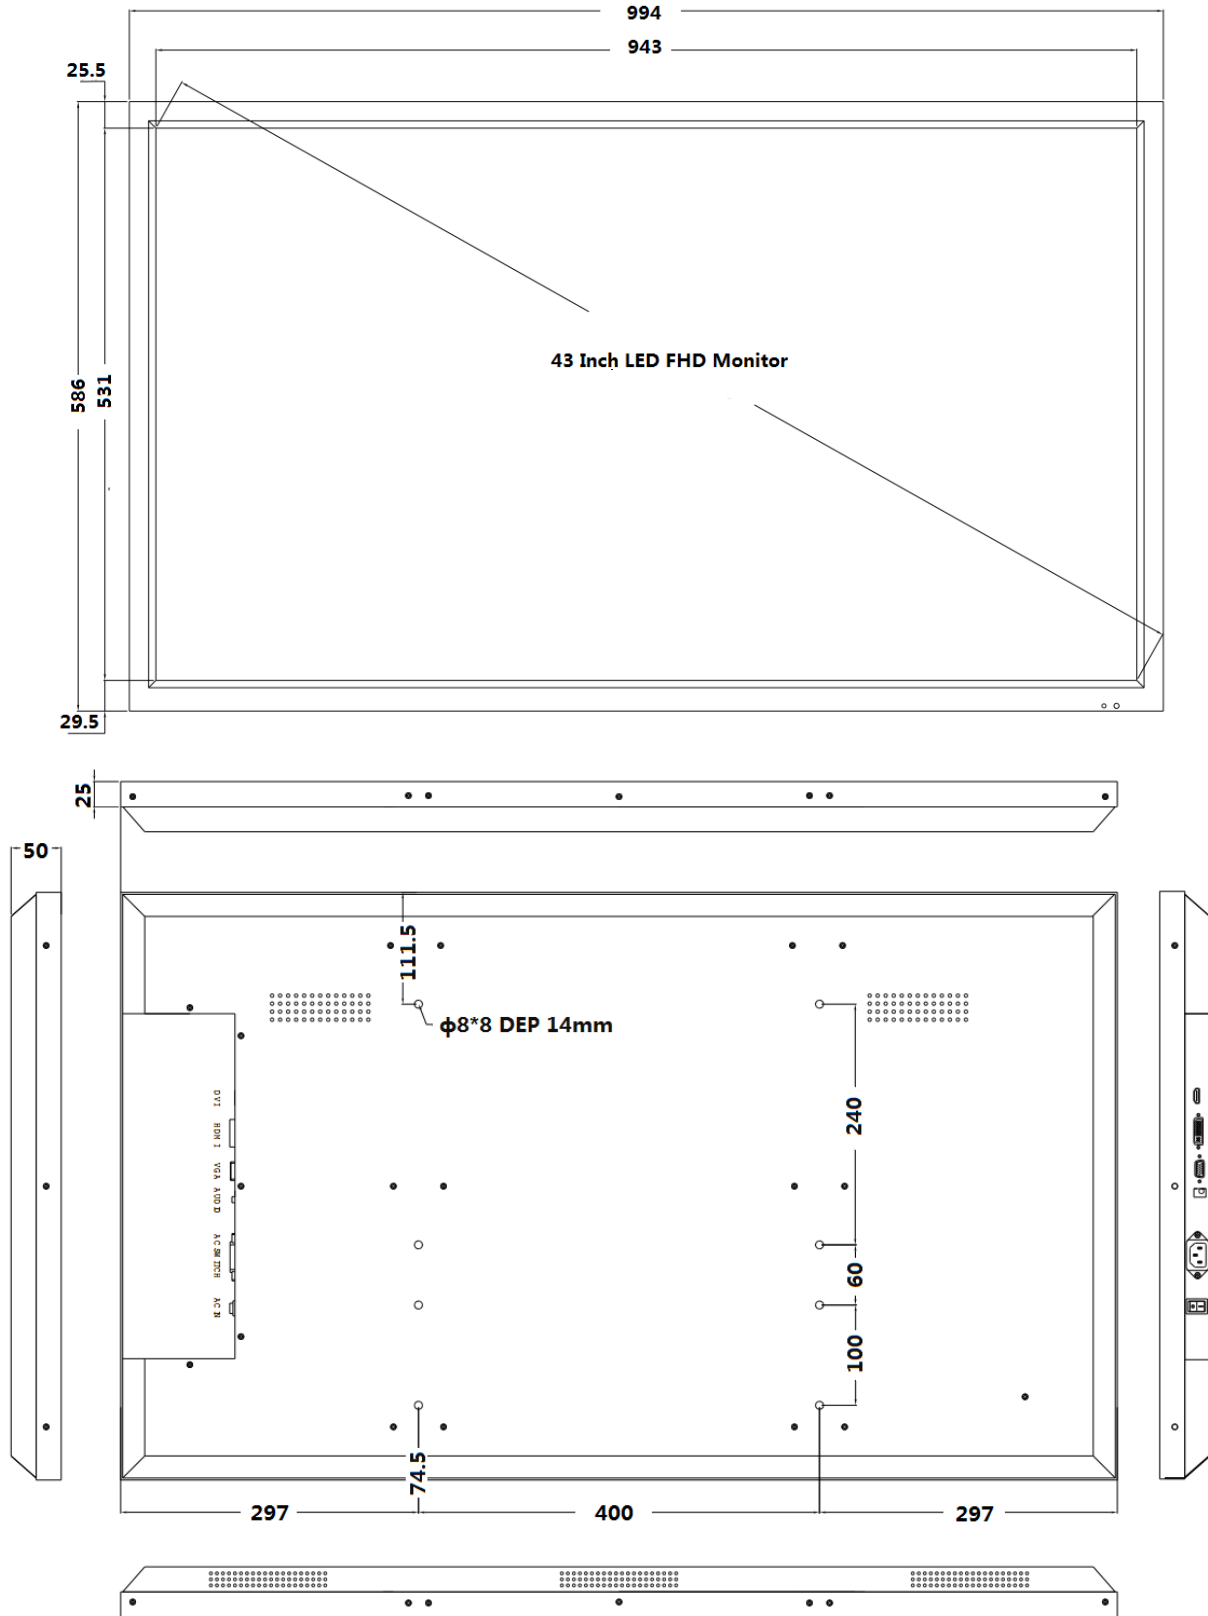 994
943
25.5
43 Inch LED FHD Monitor
586
531
29.5
25
50
111.5
ф8*8 DEP 14mm
DVI
HDMI
VGA
AUDIO
AC SWITCH
AC IN
240
60
100
74.5
297
400
297